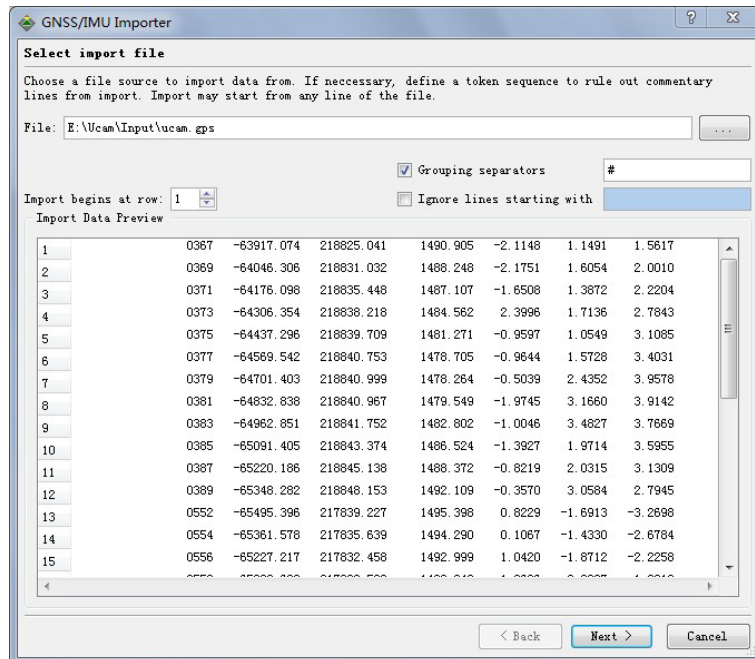 GNSS/IMU Importer
Select import file
Choose a file source to import data from. If neccessary, define a token sequence to rule out commentary
lines from import. Import may start from any line of the file.
File: E:\Ucam\Input\ucam.gps ...
Grouping separators #
Import begins at row: 1 Ignore lines starting with
Import Data Preview
1 0367 -63917.074 218825.041 1490.905 -2.1148 1.1491 1.5617
2 0369 -64046.306 218831.032 1488.248 -2.1751 1.6054 2.0010
3 0371 -64176.098 218835.448 1487.107 -1.6508 1.3872 2.2204
4 0373 -64306.354 218838.218 1484.562 2.3996 1.7136 2.7843
5 0375 -64437.296 218839.709 1481.271 -0.9597 1.0549 3.1085
6 0377 -64569.542 218840.753 1478.705 -0.9644 1.5728 3.4031
7 0379 -64701.403 218840.999 1478.264 -0.5039 2.4352 3.9578
8 0381 -64832.838 218840.967 1479.549 -1.9745 3.1660 3.9142
9 0383 -64962.851 218841.752 1482.802 -1.0046 3.4827 3.7669
10 0385 -65091.405 218843.374 1486.524 -1.3927 1.9714 3.5955
11 0387 -65220.186 218845.138 1488.372 -0.8219 2.0315 3.1309
12 0389 -65348.282 218848.153 1492.109 -0.3570 3.0584 2.7945
13 0552 -65495.396 217839.227 1495.398 0.8229 -1.6913 -3.2698
14 0554 -65361.578 217835.639 1494.290 0.1067 -1.4330 -2.6784
15 0556 -65227.217 217832.458 1492.999 1.0420 -1.8712 -2.2258
< Back Next > Cancel